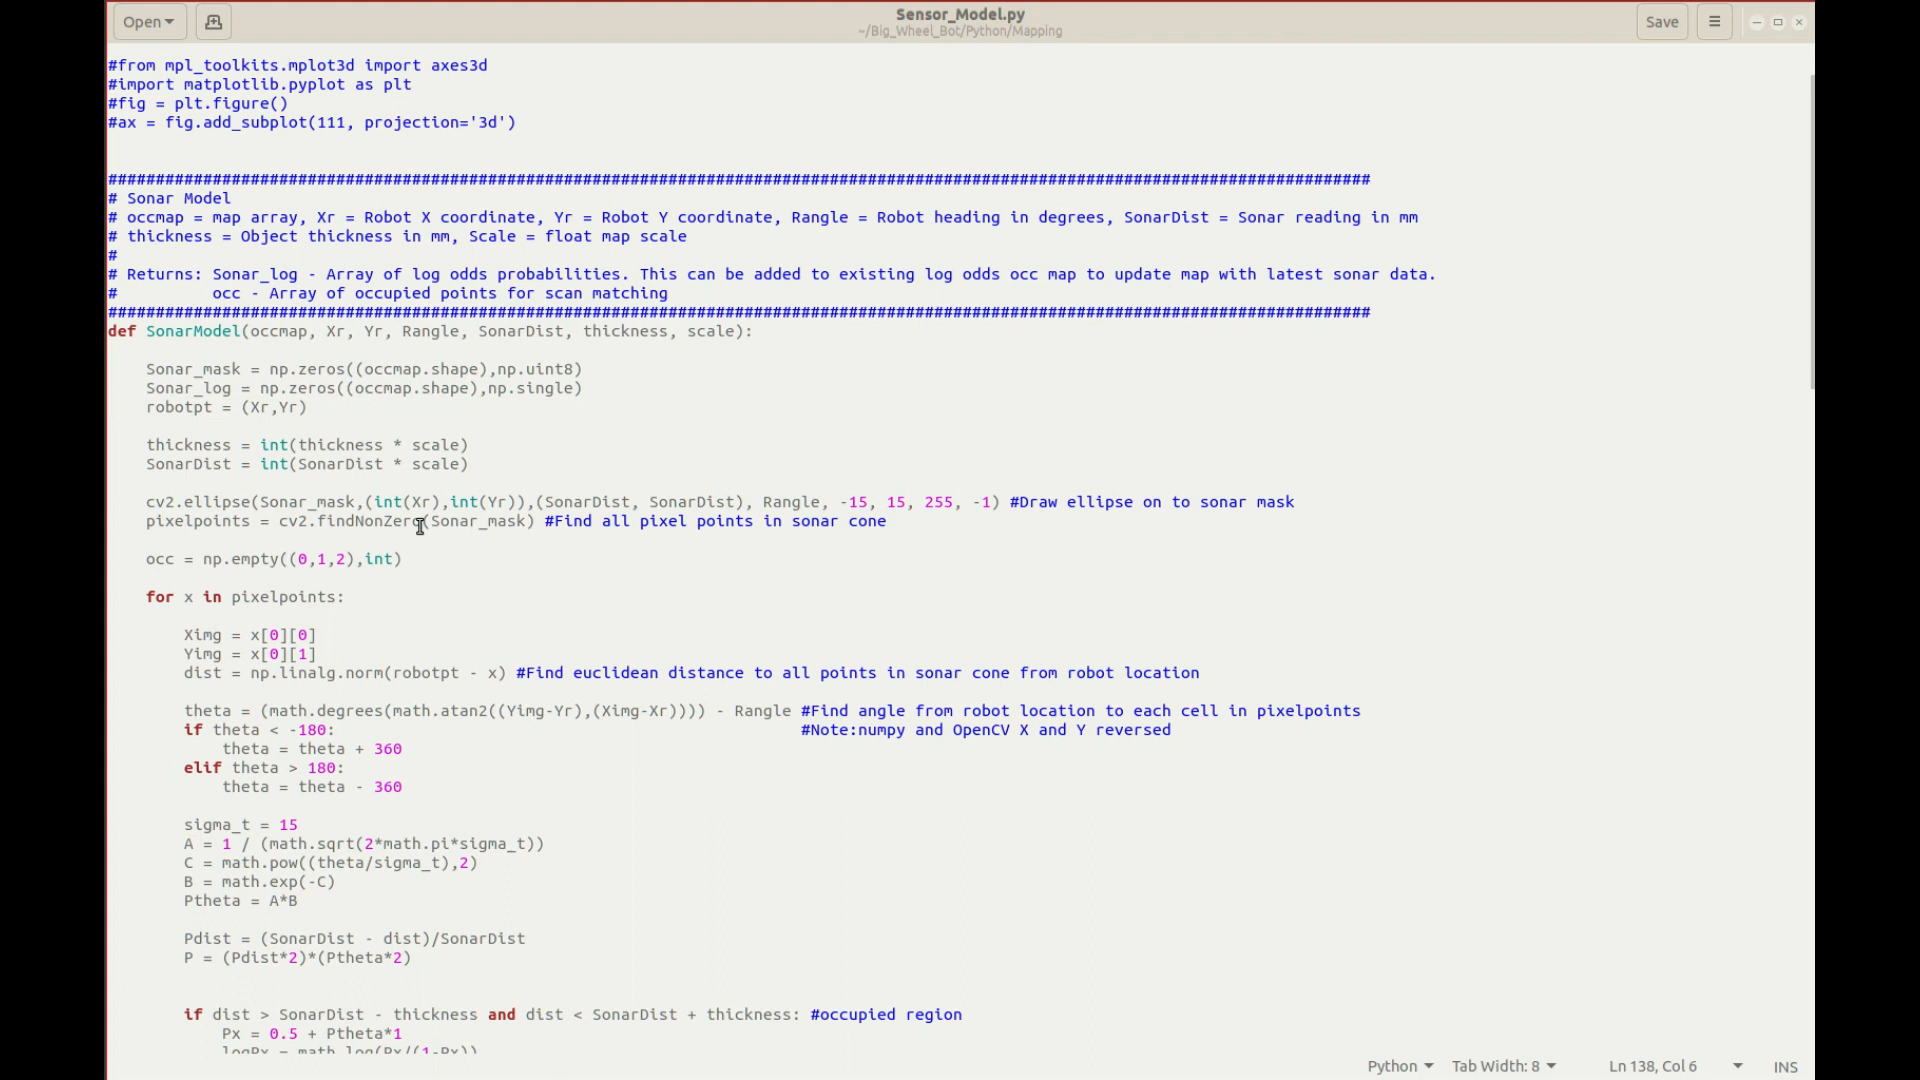 Open
Sensor_Model.py
~/Big_Wheel_Bot/Python/Mapping
Save
#from mpl_toolkits.mplot3d import axes3d
#import matplotlib.pyplot as plt
#fig = plt.figure()
#ax = fig.add_subplot(111, projection='3d')
#####################################################################################################################################
# Sonar Model
# occmap = map array, Xr = Robot X coordinate, Yr = Robot Y coordinate, Rangle = Robot heading in degrees, SonarDist = Sonar reading in mm
# thickness = Object thickness in mm, Scale = float map scale
#
# Returns: Sonar_log - Array of log odds probabilities. This can be added to existing log odds occ map to update map with latest sonar data.
#          occ - Array of occupied points for scan matching
#####################################################################################################################################
def SonarModel(occmap, Xr, Yr, Rangle, SonarDist, thickness, scale):
    Sonar_mask = np.zeros((occmap.shape),np.uint8)
    Sonar_log = np.zeros((occmap.shape),np.single)
    robotpt = (Xr,Yr)
    thickness = int(thickness * scale)
    SonarDist = int(SonarDist * scale)
    cv2.ellipse(Sonar_mask,(int(Xr),int(Yr)),(SonarDist, SonarDist), Rangle, -15, 15, 255, -1) #Draw ellipse on to sonar mask
    pixelpoints = cv2.findNonZero(Sonar_mask) #Find all pixel points in sonar cone
    occ = np.empty((0,1,2),int)
    for x in pixelpoints:
        Ximg = x[0][0]
        Yimg = x[0][1]
        dist = np.linalg.norm(robotpt - x) #Find euclidean distance to all points in sonar cone from robot location
        theta = (math.degrees(math.atan2((Yimg-Yr),(Ximg-Xr)))) - Rangle #Find angle from robot location to each cell in pixelpoints
        if theta < -180:                                                 #Note:numpy and OpenCV X and Y reversed
            theta = theta + 360
        elif theta > 180:
            theta = theta - 360
        sigma_t = 15
        A = 1 / (math.sqrt(2*math.pi*sigma_t))
        C = math.pow((theta/sigma_t),2)
        B = math.exp(-C)
        Ptheta = A*B
        Pdist = (SonarDist - dist)/SonarDist
        P = (Pdist*2)*(Ptheta*2)
        if dist > SonarDist - thickness and dist < SonarDist + thickness: #occupied region
            Px = 0.5 + Ptheta*1
            logPx = math.log(Px/(1-Px))
Python
Tab Width: 8
Ln 138, Col 6
INS